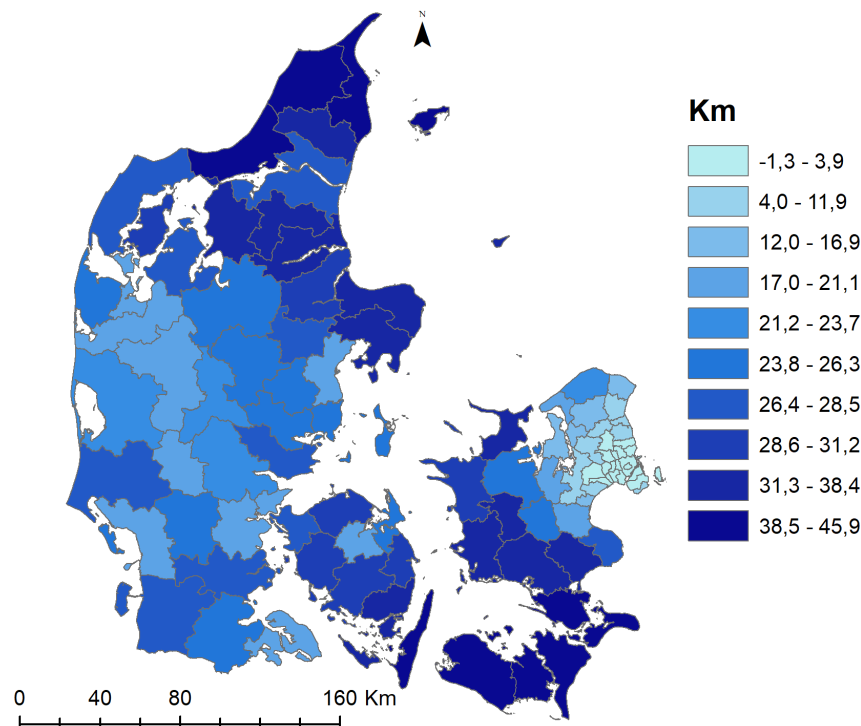 N
Km
-1,3 - 3,9
4,0 - 11,9
12,0 - 16,9
17,0 - 21,1
21,2 - 23,7
23,8 - 26,3
26,4 - 28,5
28,6 - 31,2
31,3 - 38,4
38,5 - 45,9
0 40 80 160 Km